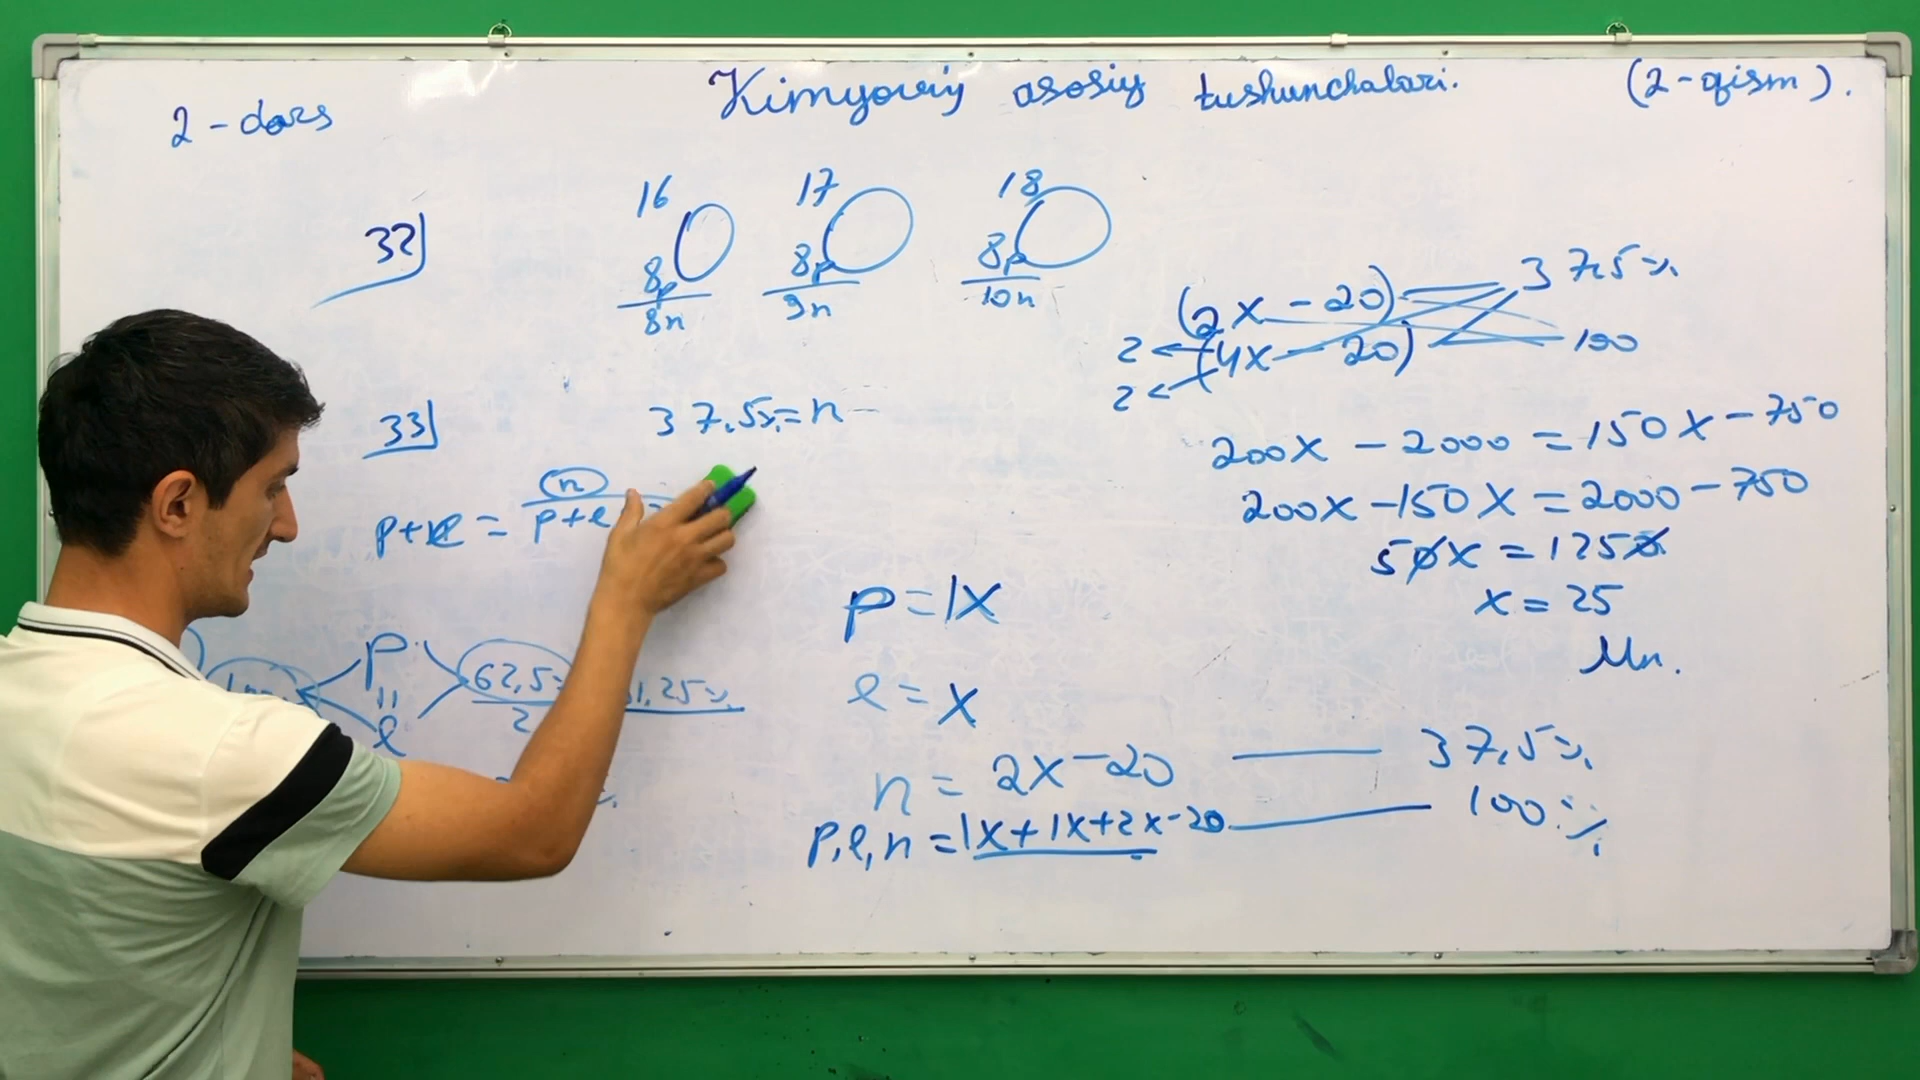 2-dars
Kimyoviy asosiy tushunchalari. (2-qism).
32)
16 17 18
8p 8p 8p
8n 9n 10n
33)
37,5%=n
p+e = n
p+e
p
=
e
62,5%
2
31,25%
p=1x
e=x
n=2x-20 37,5%
p,e,n=1x+1x+2x-20 100%
(2x-20) 37,5%
2 (4x-20) 100
2
200x-2000=150x-750
200x-150x=2000-750
50x=1250
x=25
Mn.